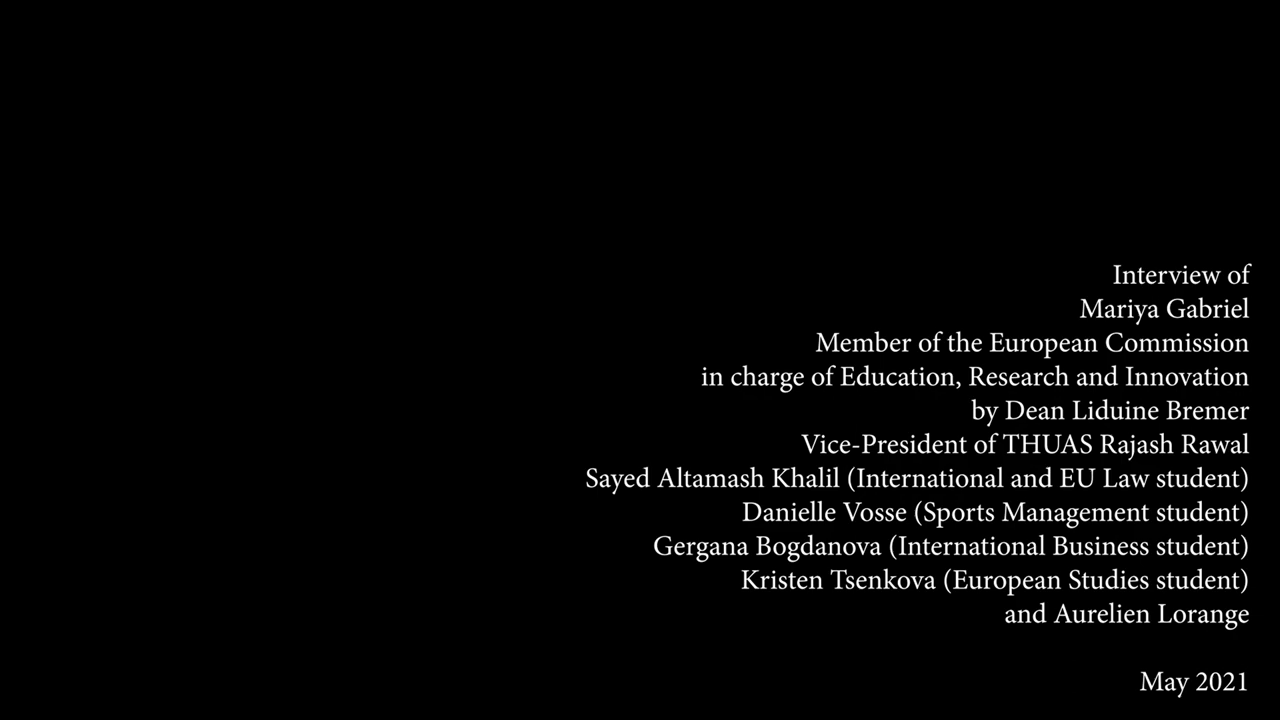 Interview of
Mariya Gabriel
Member of the European Commission
in charge of Education, Research and Innovation
by Dean Liduine Bremer
Vice-President of THUAS Rajash Rawal
Sayed Altamash Khalil (International and EU Law student)
Danielle Vosse (Sports Management student)
Gergana Bogdanova (International Business student)
Kristen Tsenkova (European Studies student)
and Aurelien Lorange
May 2021